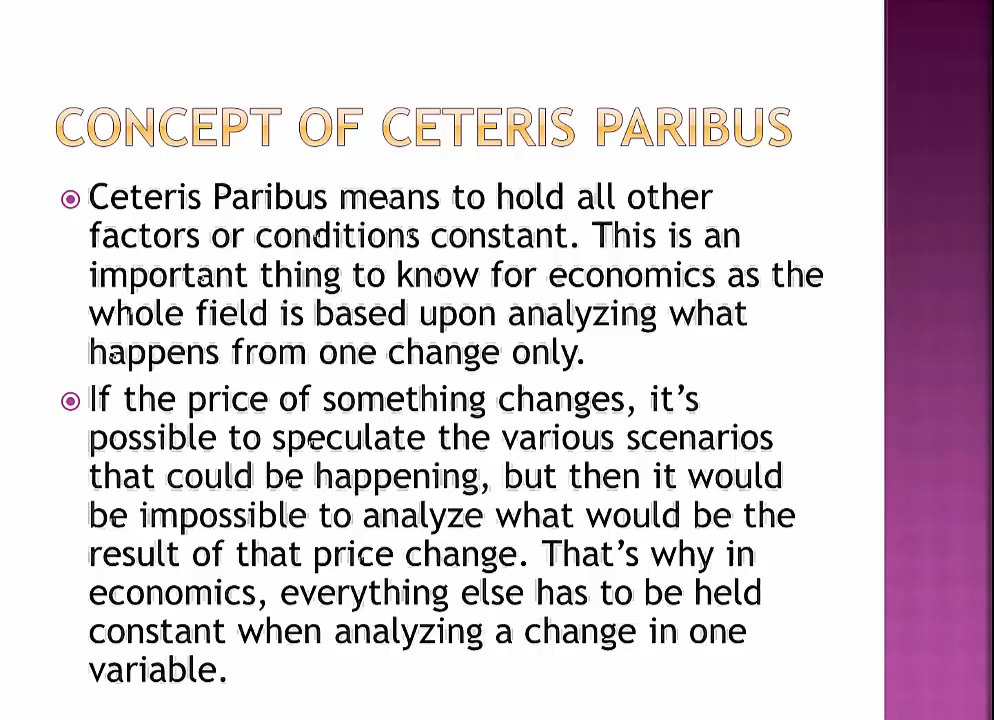 CONCEPT OF CETERIS PARIBUS
Ceteris Paribus means to hold all other
factors or conditions constant. This is an
important thing to know for economics as the
whole field is based upon analyzing what
happens from one change only.
If the price of something changes, it’s
possible to speculate the various scenarios
that could be happening, but then it would
be impossible to analyze what would be the
result of that price change. That’s why in
economics, everything else has to be held
constant when analyzing a change in one
variable.